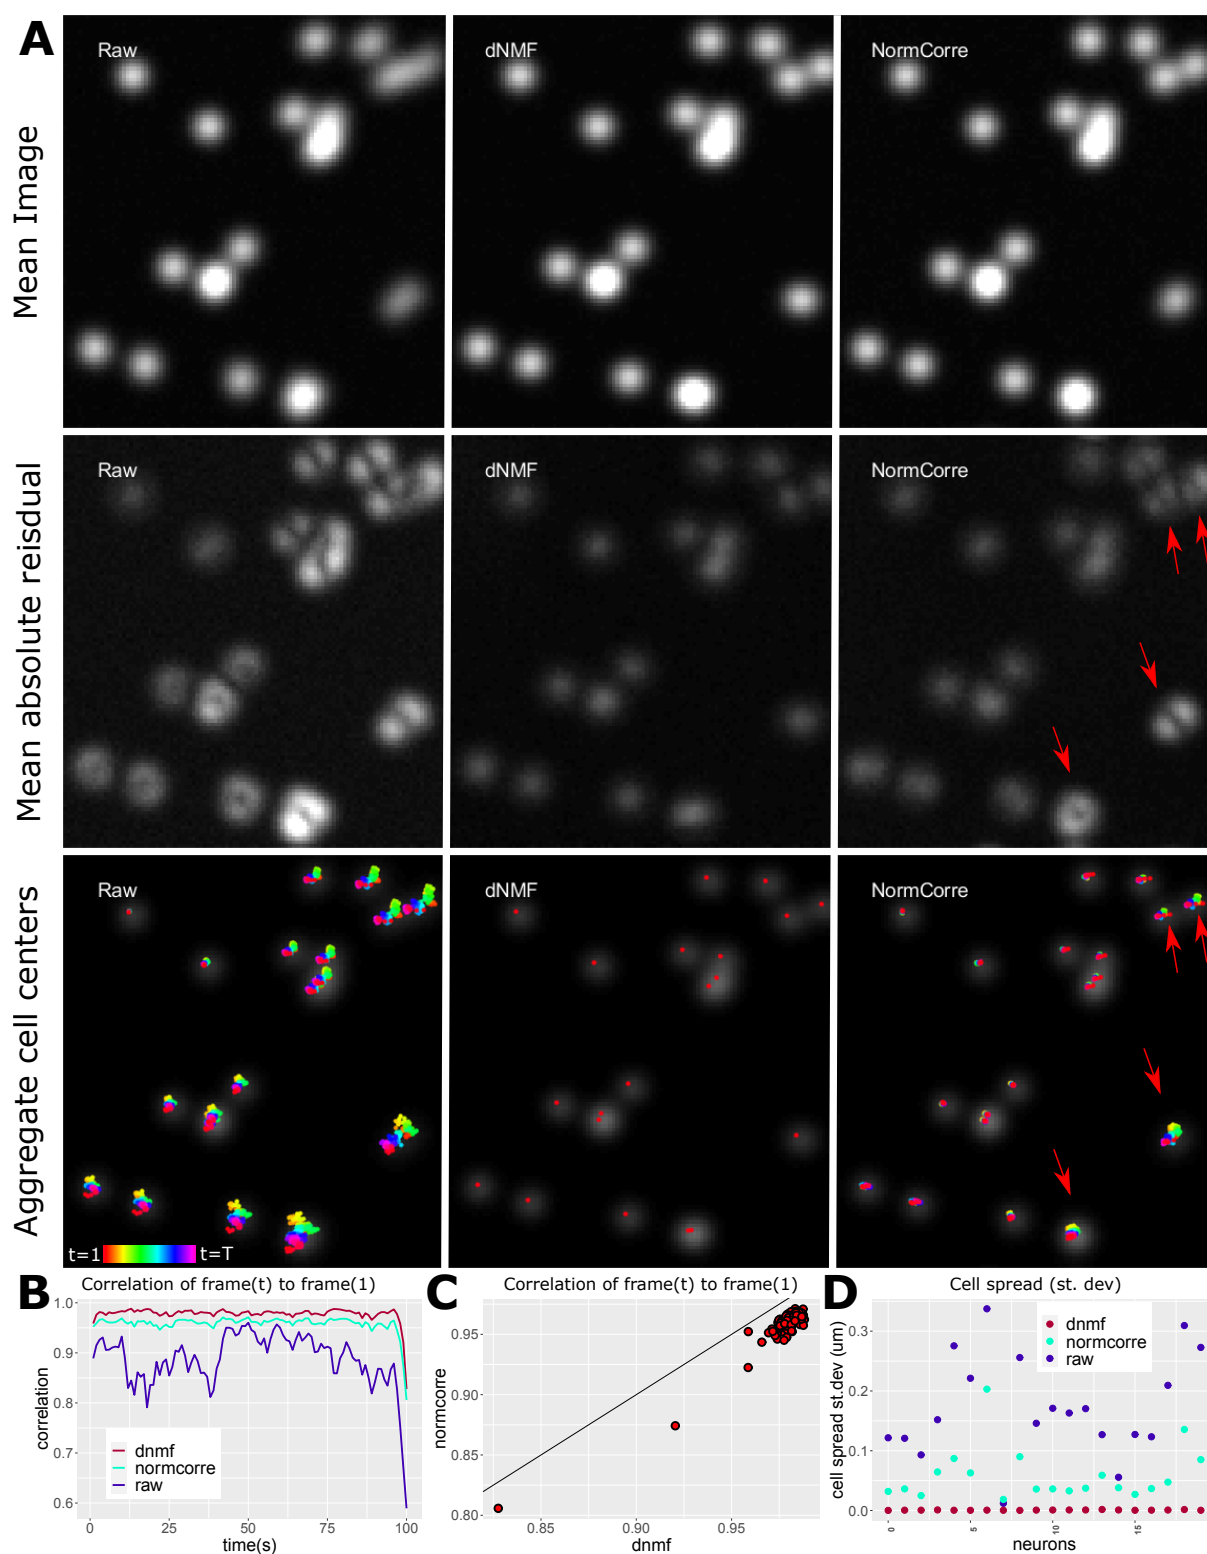 A
Raw
dNMF
NormCorre
Mean Image
Raw
dNMF
NormCorre
Mean absolute reisdual
Raw
dNMF
NormCorre
Aggregate cell centers
t=1
t=T
B
Correlation of frame(t) to frame(1)
1.0
0.9
0.8
0.7
0.6
correlation
dnmf
normcorre
raw
0
25
50
75
100
time(s)
C
Correlation of frame(t) to frame(1)
0.95
0.90
0.85
0.80
normcorre
0.85
0.90
0.95
dnmf
D
Cell spread (st. dev)
0.3
0.2
0.1
0.0
cell spread st.dev (um)
dnmf
normcorre
raw
0
5
10
15
neurons